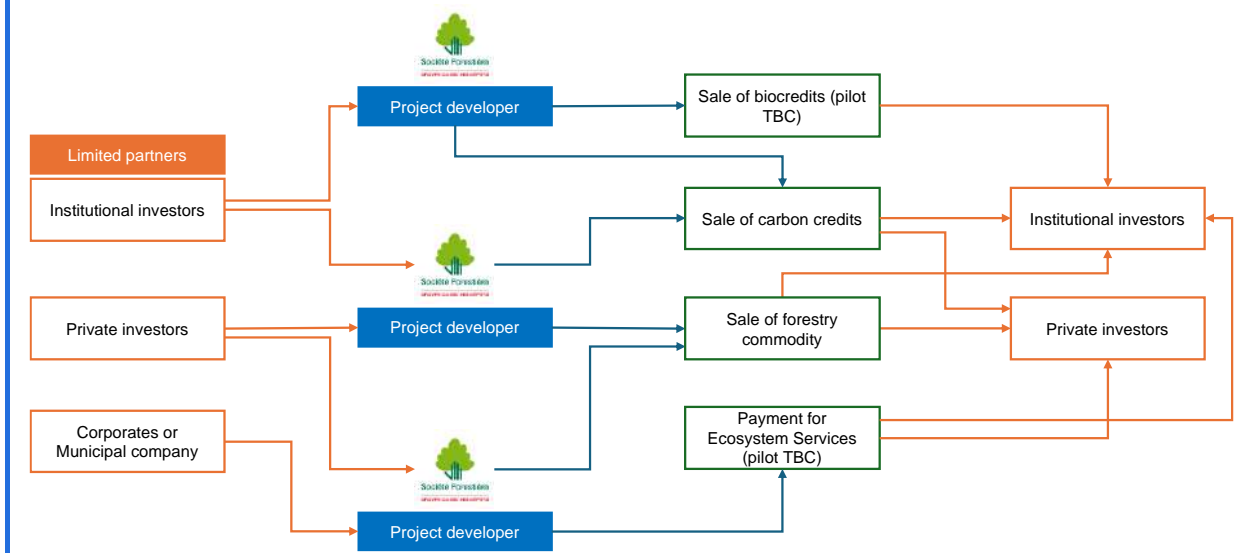 Société Forestière
Project developer
Sale of biocredits (pilot
TBC)
Limited partners
Institutional investors
Sale of carbon credits
Institutional investors
Société Forestière
Private investors
Project developer
Sale of forestry
commodity
Private investors
Corporates or
Municipal company
Payment for
Ecosystem Services
(pilot TBC)
Société Forestière
Project developer